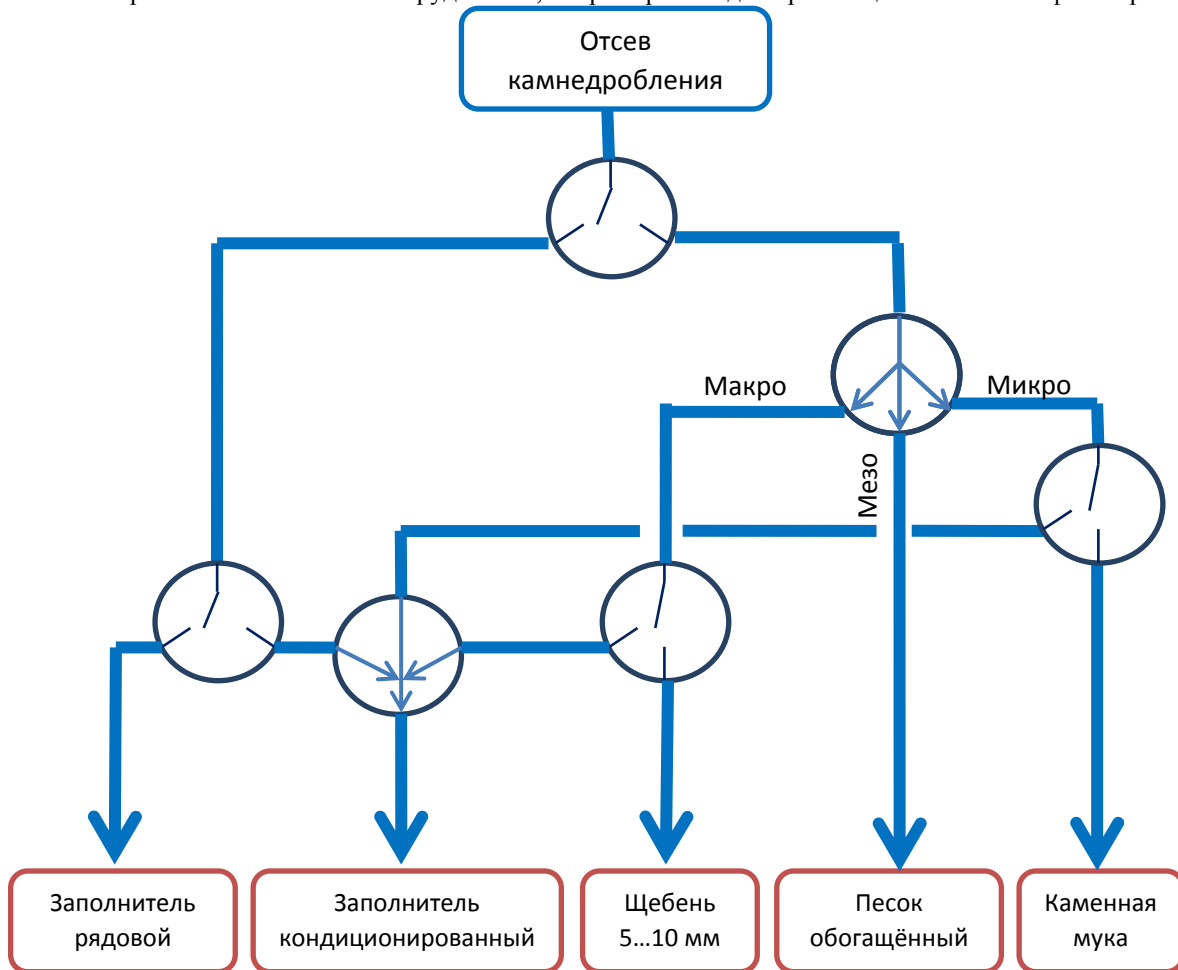 Отсев
камнедробления
Макро
Микро
Мезо
Заполнитель
рядовой
Заполнитель
кондиционированный
Щебень
5...10 мм
Песок
обогащённый
Каменная
мука